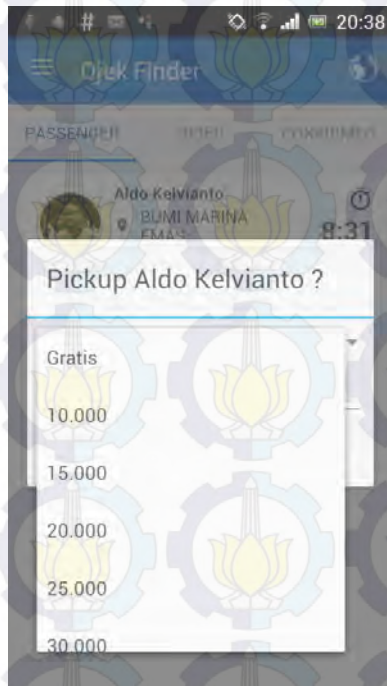 20:38
Ojek Finder
PASSENGER
Aldo Kelvianto
BUMI MARINA
EMAS
8:31
Pickup Aldo Kelvianto ?
Gratis
10.000
15.000
20.000
25.000
30.000